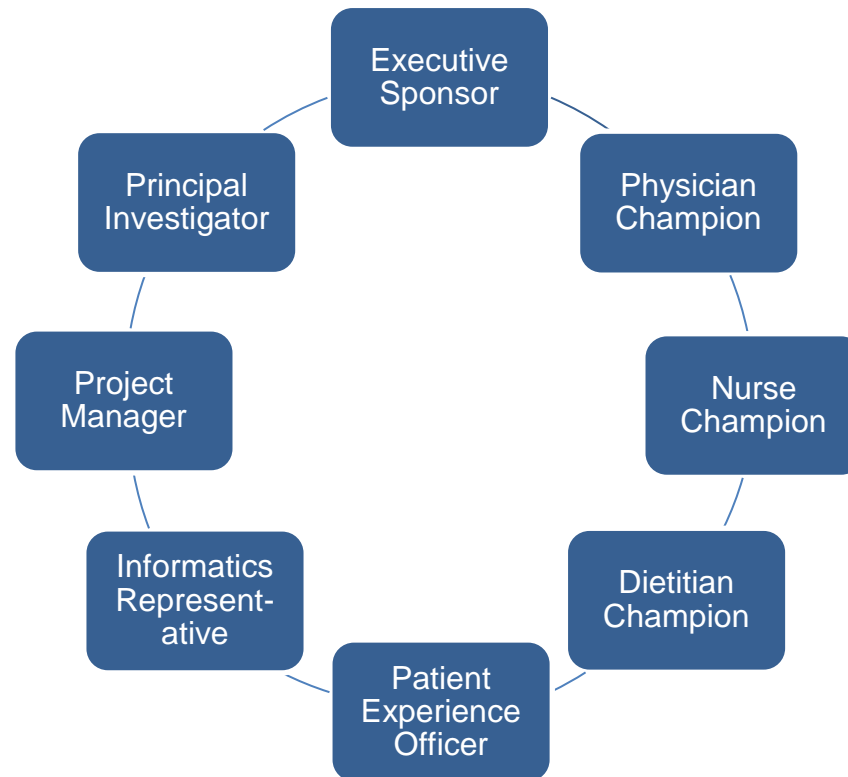 Executive
Sponsor
Physician
Champion
Nurse
Champion
Dietitian
Champion
Patient
Experience
Officer
Informatics
Represent-
ative
Project
Manager
Principal
Investigator